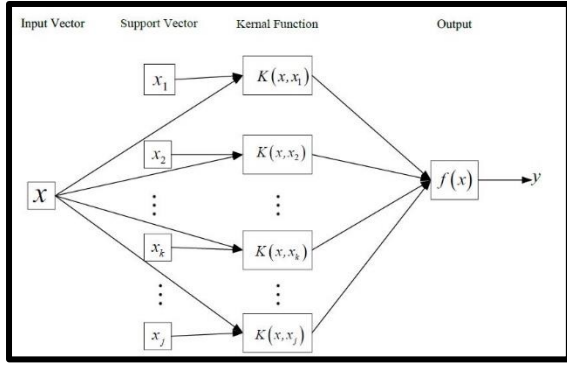 Input Vector Support Vector Kernal Function Output
x₁ K(x,x₁)
x₂ K(x,x₂)
x f(x) y
⋮ ⋮
xₖ K(x,xₖ)
⋮ ⋮
xⱼ K(x,xⱼ)